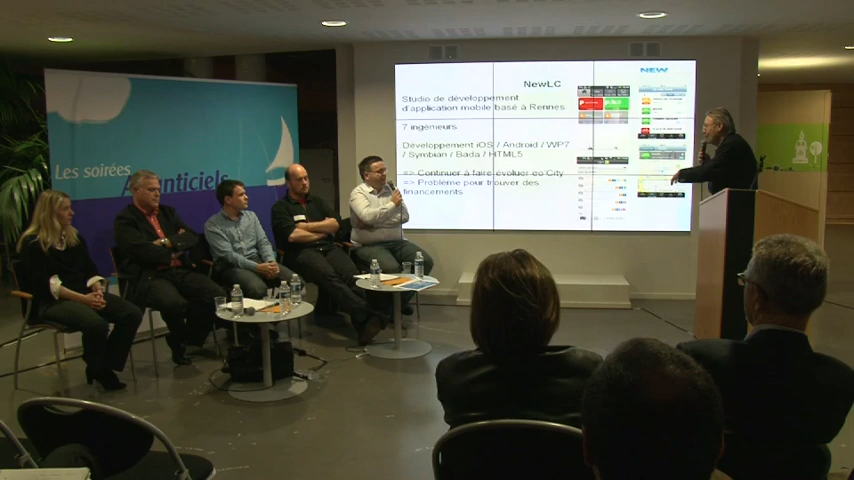 Les soirées
A anticiels
NewLC
NEW
Studio de développement
d'application mobile basé à Rennes
7 ingénieurs
Développement iOS / Android / WP7
/ Symbian / Bada / HTML5
=> Continuer à faire évoluer eo City
=> Problème pour trouver des
financements